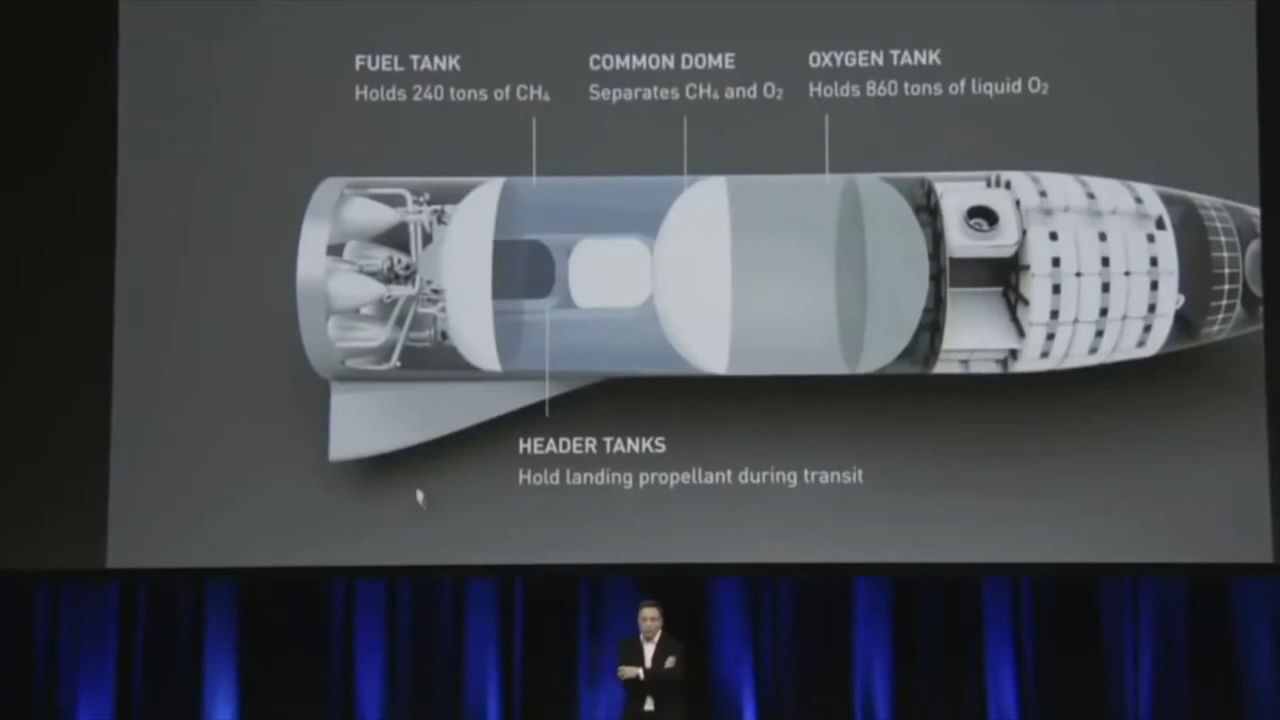 FUEL TANK
Holds 240 tons of CH₄
COMMON DOME
Separates CH₄ and O₂
OXYGEN TANK
Holds 860 tons of liquid O₂
HEADER TANKS
Hold landing propellant during transit